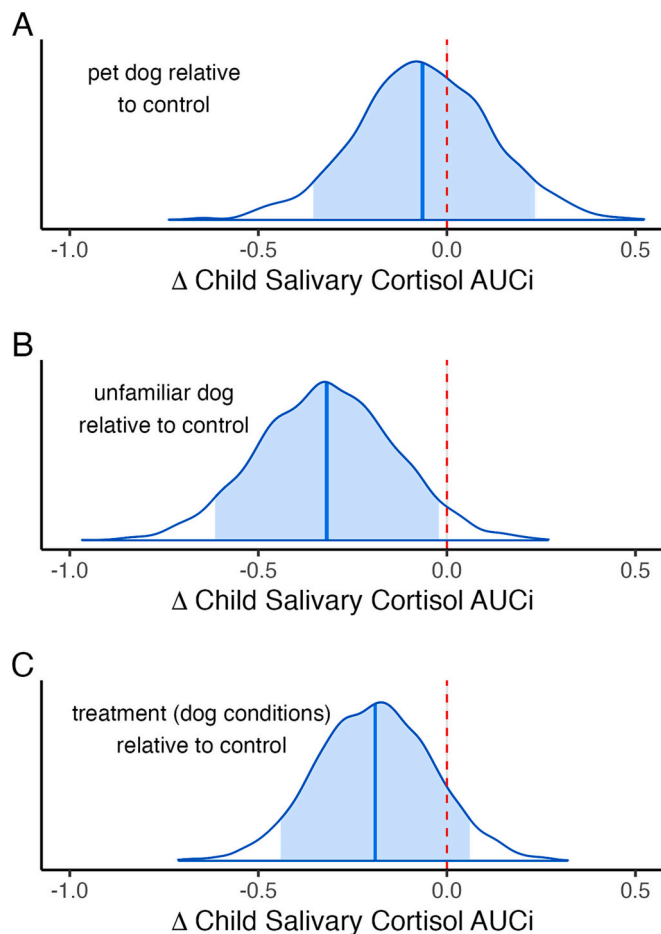 A
pet dog relative
to control
-1.0 -0.5 0.0 0.5
Δ Child Salivary Cortisol AUCi
B
unfamiliar dog
relative to control
-1.0 -0.5 0.0 0.5
Δ Child Salivary Cortisol AUCi
C
treatment (dog conditions)
relative to control
-1.0 -0.5 0.0 0.5
Δ Child Salivary Cortisol AUCi